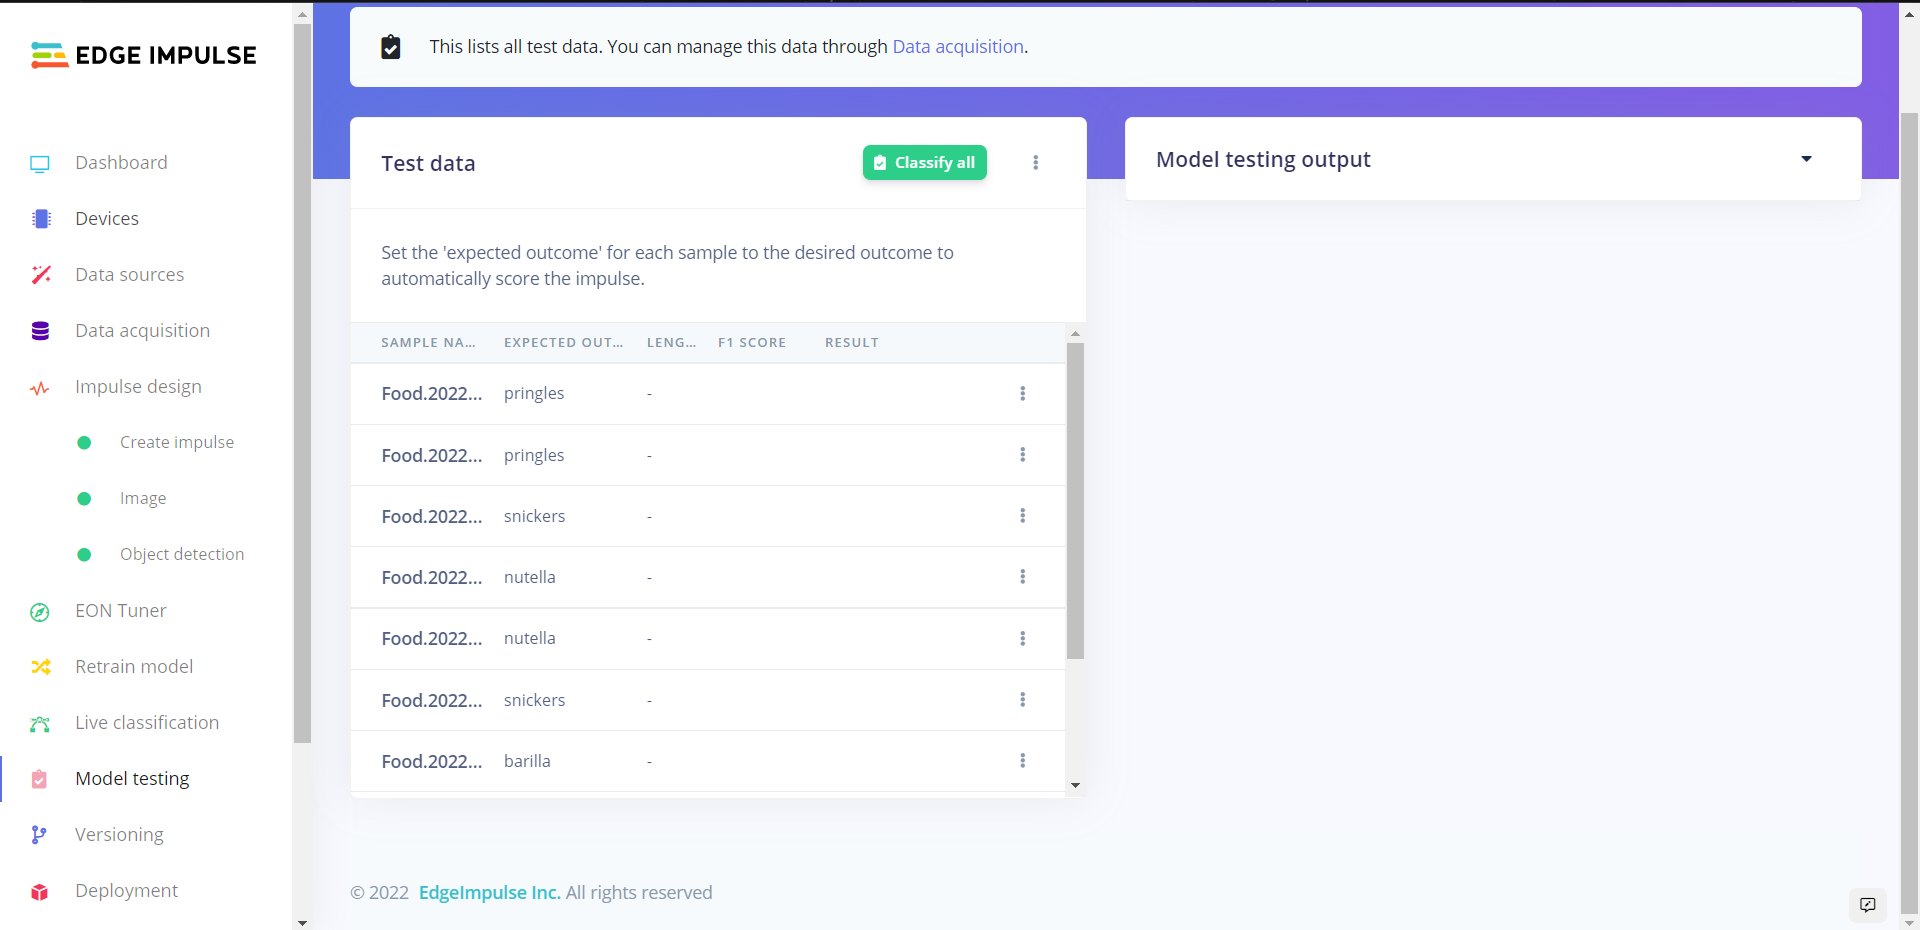 EDGE IMPULSE
Dashboard
Devices
Data sources
Data acquisition
Impulse design
Create impulse
Image
Object detection
EON Tuner
Retrain model
Live classification
Model testing
Versioning
Deployment
This lists all test data. You can manage this data through Data acquisition.
Test data
Classify all
Set the 'expected outcome' for each sample to the desired outcome to
automatically score the impulse.
SAMPLE NA... EXPECTED OUT... LENG... F1 SCORE RESULT
Food.2022... pringles -
Food.2022... pringles -
Food.2022... snickers -
Food.2022... nutella -
Food.2022... nutella -
Food.2022... snickers -
Food.2022... barilla -
Model testing output
© 2022 EdgeImpulse Inc. All rights reserved